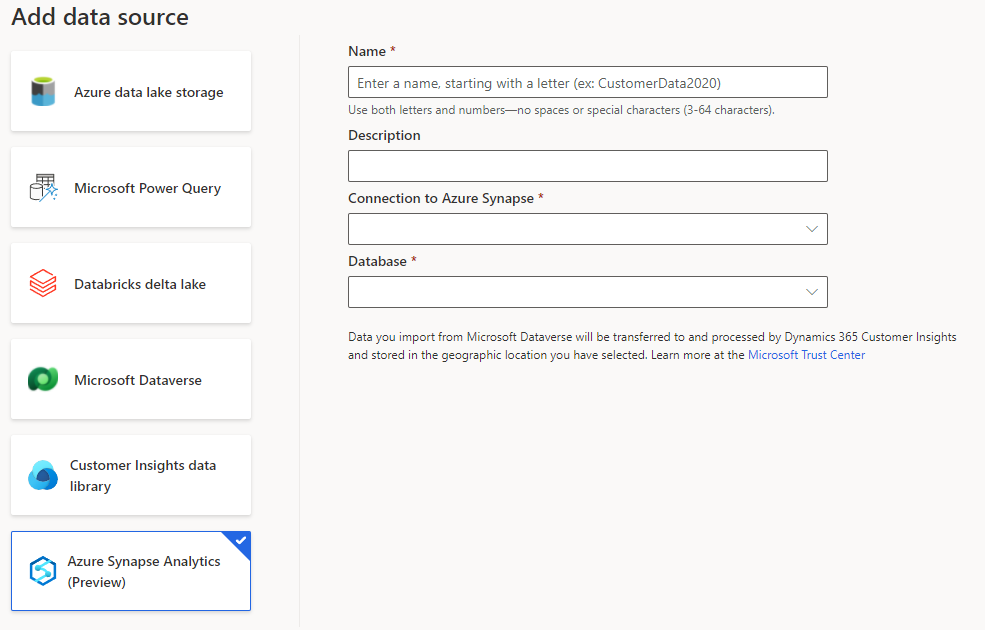 Add data source
Azure data lake storage
Microsoft Power Query
Databricks delta lake
Microsoft Dataverse
Customer Insights data
library
Azure Synapse Analytics
(Preview)
Name *
Enter a name, starting with a letter (ex: CustomerData2020)
Use both letters and numbers—no spaces or special characters (3-64 characters).
Description
Connection to Azure Synapse *
Database *
Data you import from Microsoft Dataverse will be transferred to and processed by Dynamics 365 Customer Insights
and stored in the geographic location you have selected. Learn more at the Microsoft Trust Center